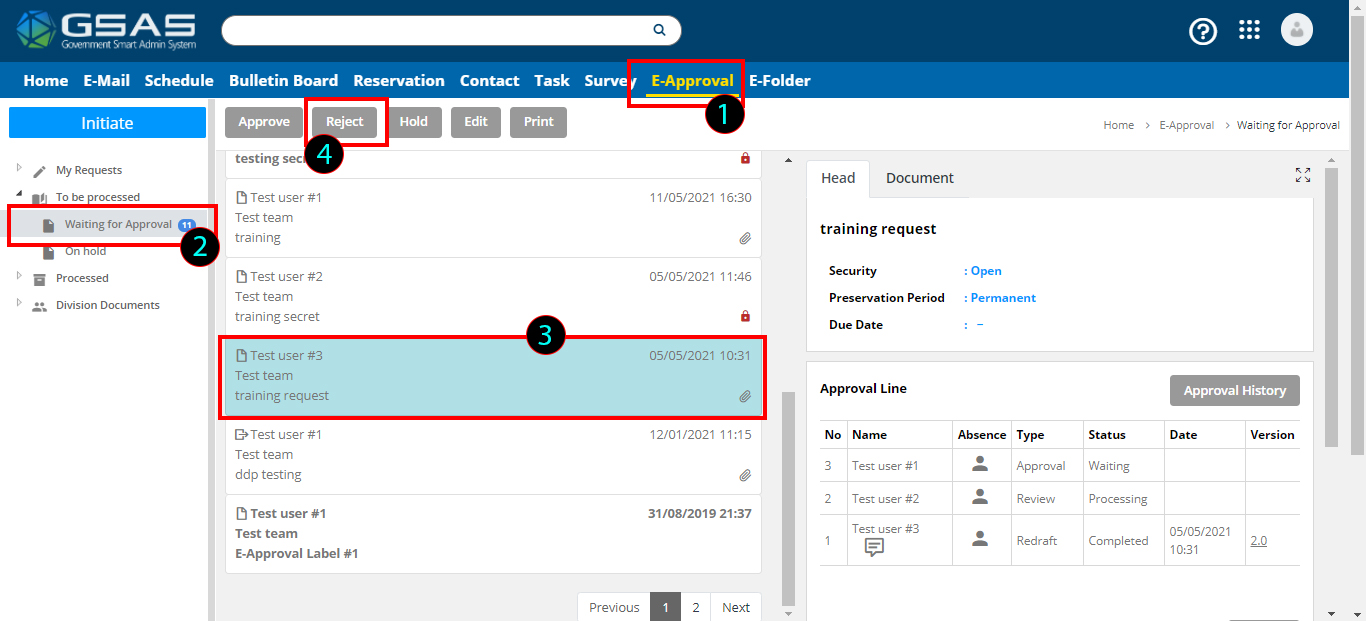 GSAS
Government Smart Admin System
Home E-Mail Schedule Bulletin Board Reservation Contact Task Survey E-Approval E-Folder
1
Initiate
Approve Reject Hold Edit Print
4
Home > E-Approval > Waiting for Approval
My Requests
To be processed
Waiting for Approval 11
2
On hold
Processed
Division Documents
testing sec
Test user #1 11/05/2021 16:30
Test team
training
Test user #2 05/05/2021 11:46
Test team
training secret
3
Test user #3 05/05/2021 10:31
Test team
training request
Test user #1 12/01/2021 11:15
Test team
ddp testing
Test user #1 31/08/2019 21:37
Test team
E-Approval Label #1
Previous 1 2 Next
Head Document
training request
Security : Open
Preservation Period : Permanent
Due Date : –
Approval Line Approval History
No Name Absence Type Status Date Version
3 Test user #1 Approval Waiting
2 Test user #2 Review Processing
1 Test user #3 Redraft Completed 05/05/2021 10:31 2.0